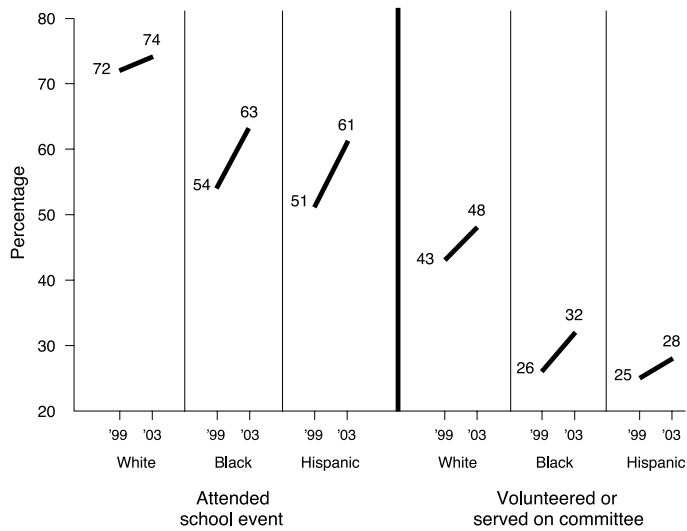 80
70
60
50
40
30
20
Percentage
72 74
54 63
51 61
43 48
26 32
25 28
'99 '03 '99 '03 '99 '03 '99 '03 '99 '03 '99 '03
White Black Hispanic White Black Hispanic
Attended
school event
Volunteered or
served on committee